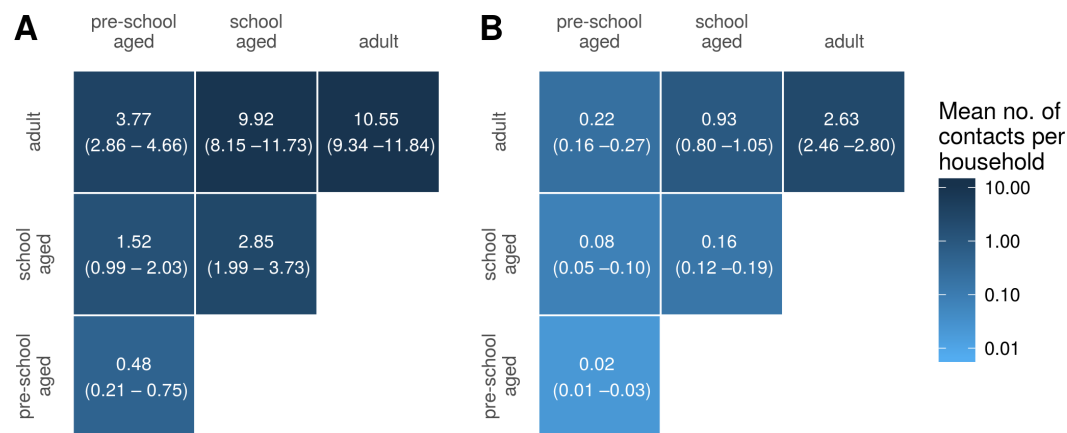 A
pre-school
aged
school
aged
adult
adult
3.77
(2.86 – 4.66)
9.92
(8.15 –11.73)
10.55
(9.34 –11.84)
school
aged
1.52
(0.99 – 2.03)
2.85
(1.99 – 3.73)
pre-school
aged
0.48
(0.21 – 0.75)
B
pre-school
aged
school
aged
adult
adult
0.22
(0.16 –0.27)
0.93
(0.80 –1.05)
2.63
(2.46 –2.80)
school
aged
0.08
(0.05 –0.10)
0.16
(0.12 –0.19)
pre-school
aged
0.02
(0.01 –0.03)
Mean no. of
contacts per
household
10.00
1.00
0.10
0.01